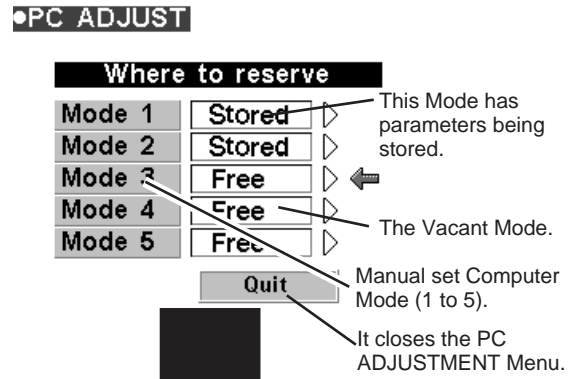 ●PC ADJUST
Where to reserve
Mode 1 Stored
Mode 2 Stored
Mode 3 Free
Mode 4 Free
Mode 5 Free
Quit
This Mode has
parameters being
stored.
The Vacant Mode.
Manual set Computer
Mode (1 to 5).
It closes the PC
ADJUSTMENT Menu.